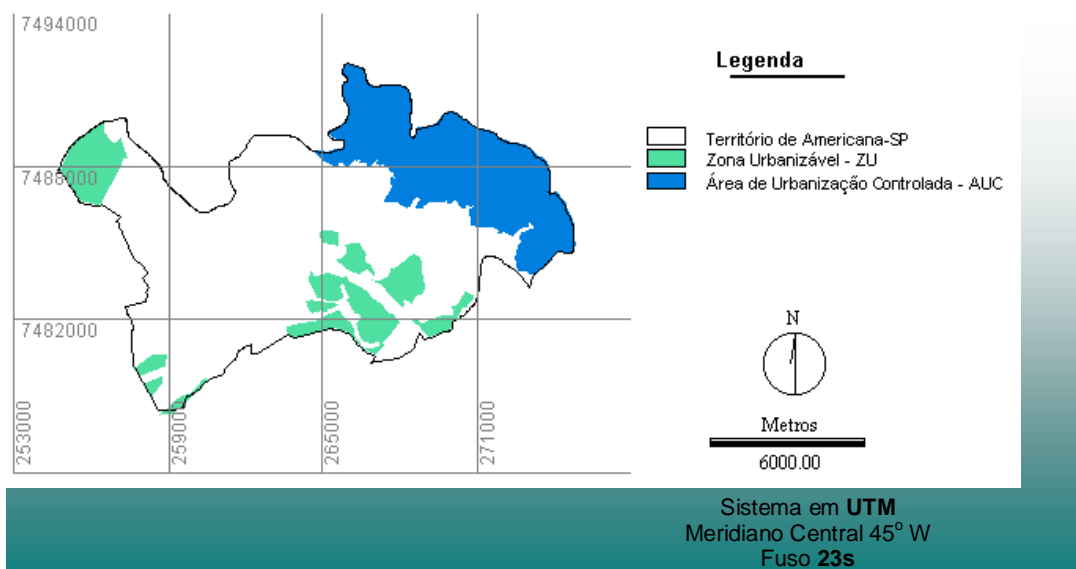 7494000
Legenda
Território de Americana-SP
Zona Urbanizável - ZU
7488000
Área de Urbanização Controlada - AUC
7482000
N
253000
259000
265000
271000
Metros
6000.00
Sistema em UTM
Meridiano Central 45° W
Fuso 23s